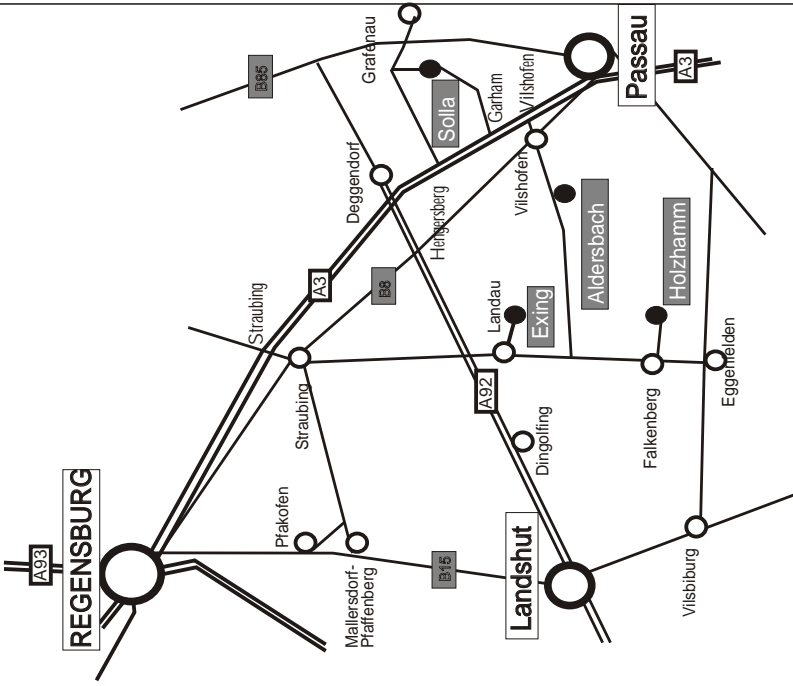 Grafenau
B85
Solla
Garham
Vilshofen
Passau
A3
Deggendorf
Hengersberg
Vilshofen
Aldersbach
Holzhamm
Straubing
A3
B8
Landau
Exing
Straubing
A92
Dingolfing
Falkenberg
Eggenfelden
REGENSBURG
A93
Pfakofen
Mallersdorf-
Pfaffenberg
B15
Landshut
Vilsbiburg